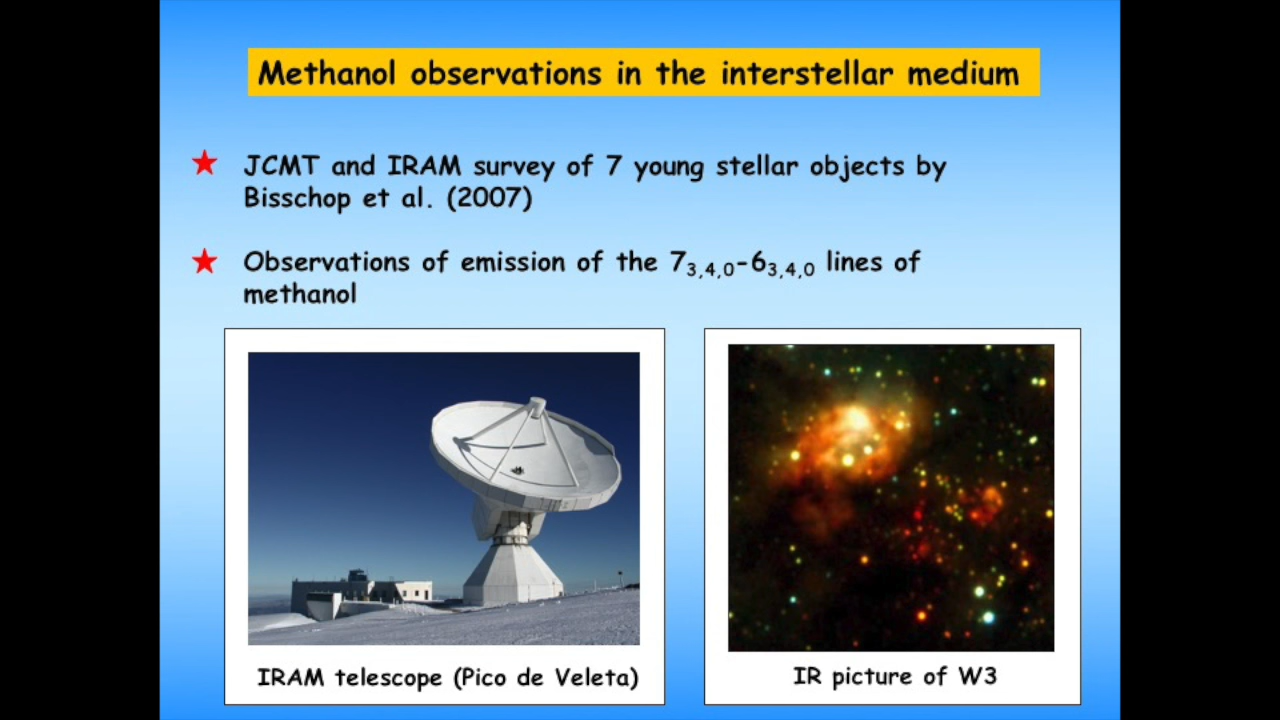 Methanol observations in the interstellar medium
JCMT and IRAM survey of 7 young stellar objects by
Bisschop et al. (2007)
Observations of emission of the 7₃,₄,₀-6₃,₄,₀ lines of
methanol
IRAM telescope (Pico de Veleta)
IR picture of W3